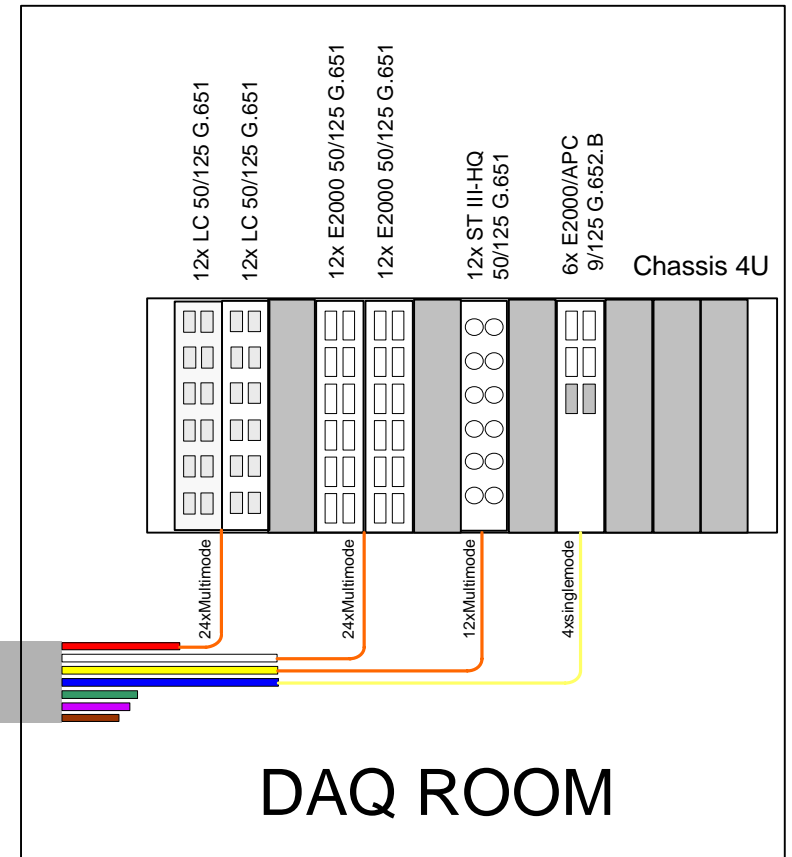 12x LC 50/125 G.651
12x LC 50/125 G.651
12x E2000 50/125 G.651
12x E2000 50/125 G.651
12x ST III-HQ
50/125 G.651
6x E2000/APC
9/125 G.652.B
Chassis 4U
24xMultimode
24xMultimode
12xMultimode
4xsinglemode
DAQ ROOM